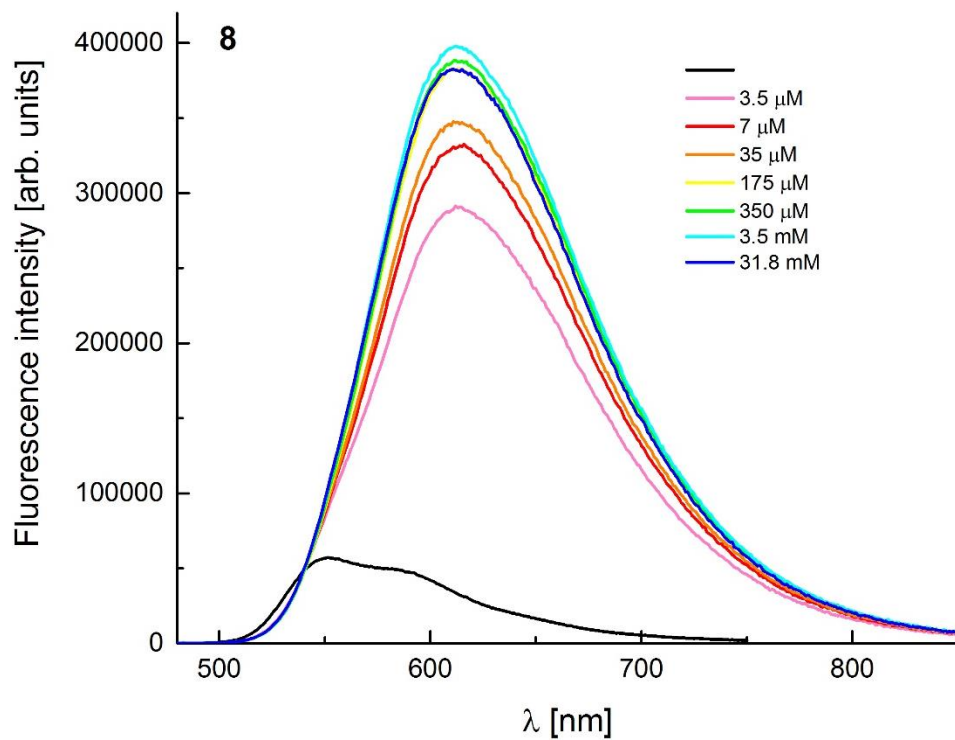 8
Fluorescence intensity [arb. units]
400000
300000
200000
100000
0
3.5 μM
7 μM
35 μM
175 μM
350 μM
3.5 mM
31.8 mM
500 600 700 800
λ [nm]